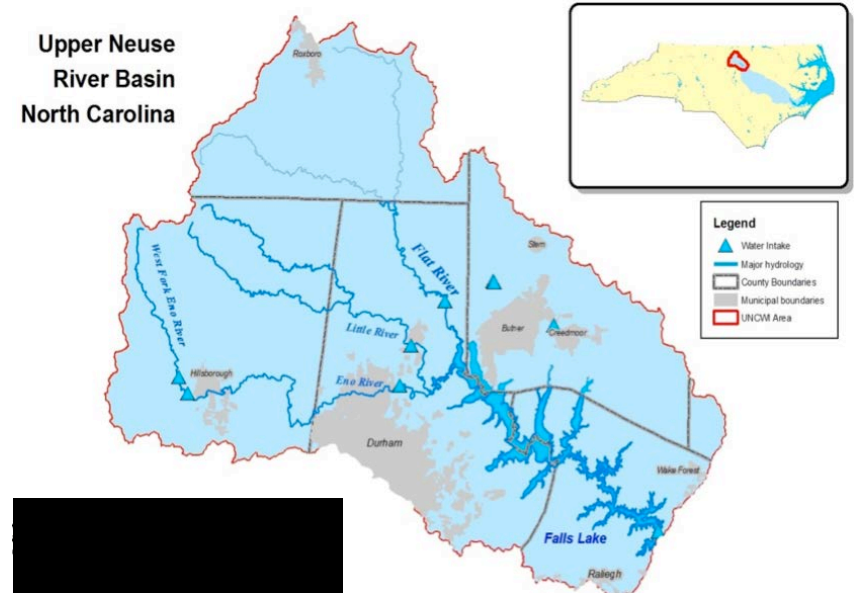 Upper Neuse
River Basin
North Carolina
Roxboro
Legend
Water Intake
Major hydrology
County Boundaries
Municipal boundaries
UNCWI Area
Stem
Flat River
West Fork Eno River
Butner
Creedmoor
Little River
Hillsborough
Eno River
Durham
Wake Forest
Falls Lake
Raliegh